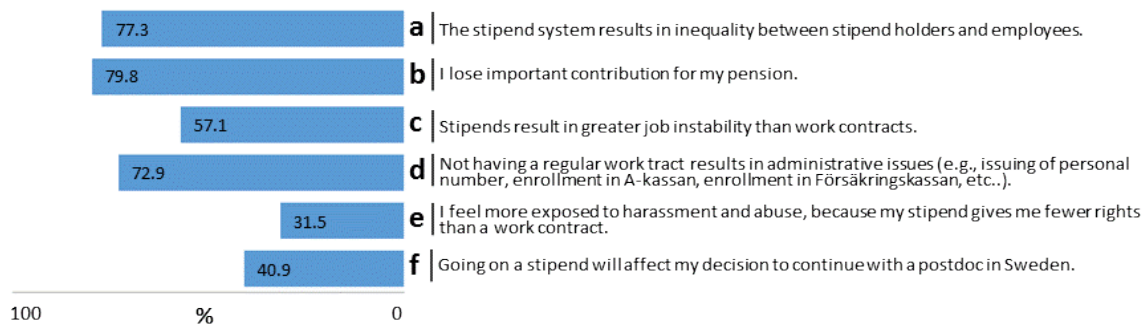 77.3 a The stipend system results in inequality between stipend holders and employees.
79.8 b I lose important contribution for my pension.
57.1 c Stipends result in greater job instability than work contracts.
72.9 d Not having a regular work tract results in administrative issues (e.g., issuing of personal
number, enrollment in A-kassan, enrollment in Försäkringskassan, etc..).
31.5 e I feel more exposed to harassment and abuse, because my stipend gives me fewer rights
than a work contract.
40.9 f Going on a stipend will affect my decision to continue with a postdoc in Sweden.
100 % 0